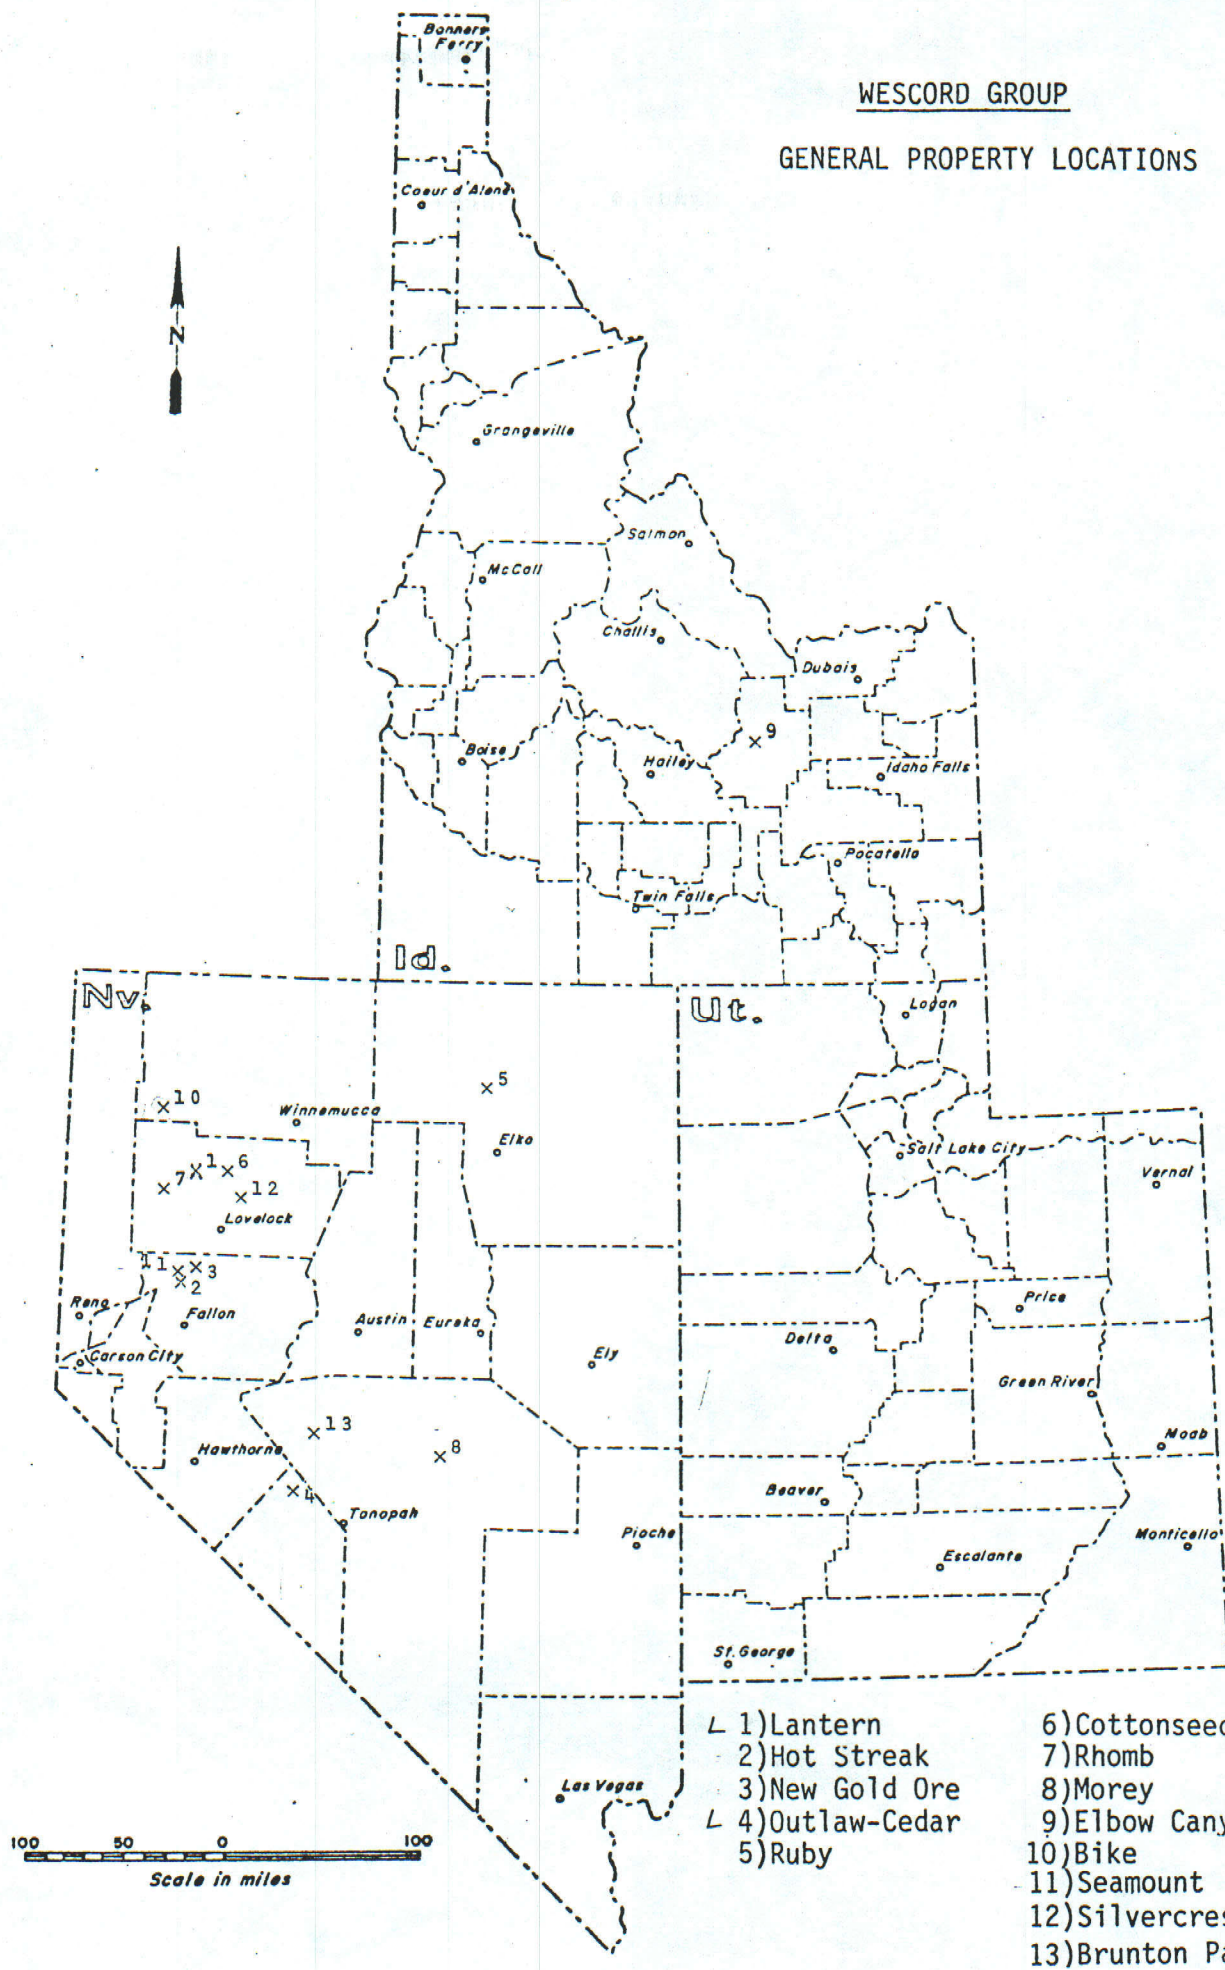 WESCORD GROUP
GENERAL PROPERTY LOCATIONS
Bonners
Ferry
Coeur d'Alene
N
Grangeville
Salmon
McCall
Challis
Dubois
9
Boise
Hailey
Idaho Falls
Pocatello
Twin Falls
Id.
Nv.
Ut.
Logan
5
10
Winnemucca
Elko
Salt Lake City
1
6
7
12
Vernal
Lovelock
11
3
2
Reno
Fallon
Austin
Eureka
Price
Delta
Carson City
Ely
Green River
13
8
Hawthorne
Moab
4
Tonopah
Beaver
Pioche
Monticello
Escalante
St. George
Las Vegas
1)Lantern
2)Hot Streak
3)New Gold Ore
4)Outlaw-Cedar
5)Ruby
6)Cottonseed
7)Rhomb
8)Morey
9)Elbow Cany
10)Bike
11)Seamount
12)Silvercres
13)Brunton Pa
100 50 0 100
Scale in miles